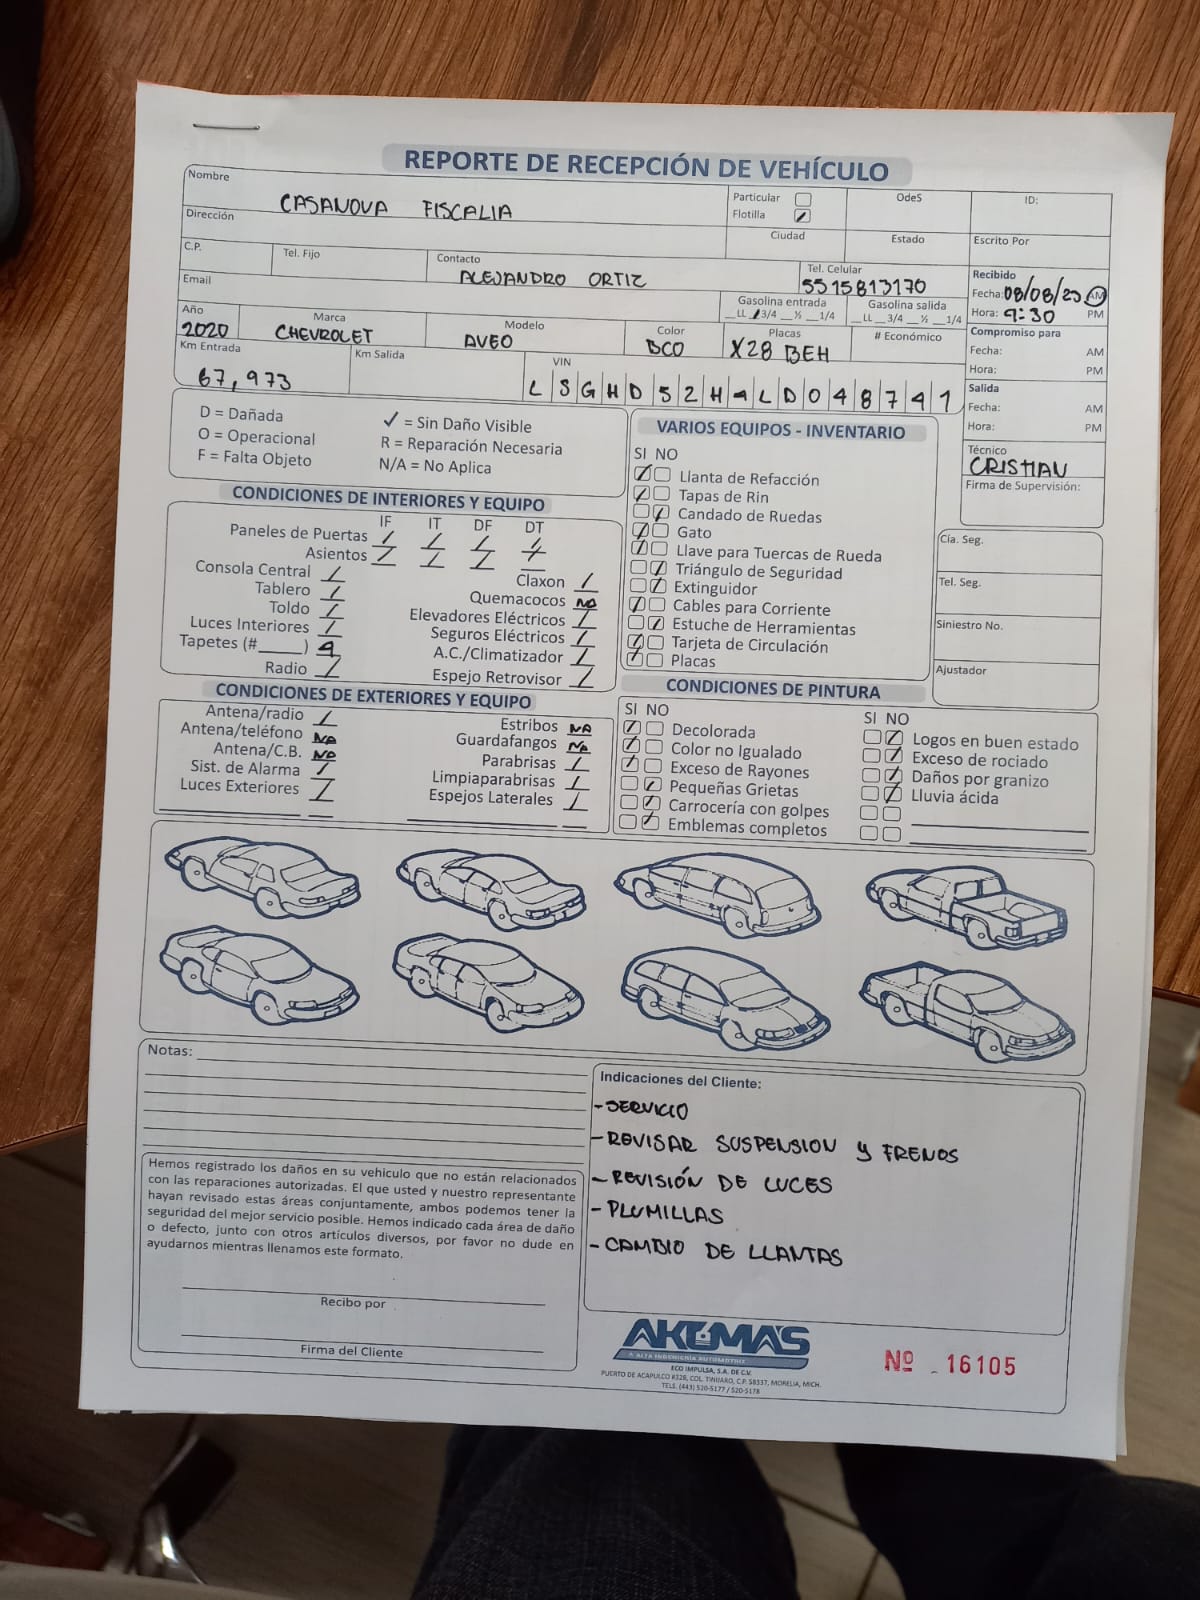 REPORTE DE RECEPCIÓN DE VEHÍCULO
Nombre
CASANOVA FISCALIA
Particular
Flotilla
OdeS
ID:
Dirección
Ciudad
Estado
Escrito Por
C.P.
Tel. Fijo
Contacto
ALEJANDRO ORTIZ
Tel. Celular
5515813170
Recibido
Fecha: 08/08/25 AM
Hora: 9:30 PM
Email
Gasolina entrada
__LL __3/4 __½ __1/4
Gasolina salida
__LL __3/4 __½ __1/4
Año
2020
Marca
CHEVROLET
Modelo
AVEO
Color
BCO
Placas
X28 BEH
# Económico
Compromiso para
Fecha: AM
Hora: PM
Km Entrada
67,973
Km Salida
VIN
L S G H D 5 2 H L D 0 4 8 7 4 1
Salida
Fecha: AM
Hora: PM
Técnico
CRISTIAN
Firma de Supervisión:
D = Dañada
O = Operacional
F = Falta Objeto
✓ = Sin Daño Visible
R = Reparación Necesaria
N/A = No Aplica
CONDICIONES DE INTERIORES Y EQUIPO
IF IT DF DT
Paneles de Puertas
Asientos
Consola Central
Tablero
Toldo
Luces Interiores
Tapetes (#_____) 4
Radio
Claxon
Quemacocos NA
Elevadores Eléctricos
Seguros Eléctricos
A.C./Climatizador
Espejo Retrovisor
VARIOS EQUIPOS - INVENTARIO
SI NO
Llanta de Refacción
Tapas de Rin
Candado de Ruedas
Gato
Llave para Tuercas de Rueda
Triángulo de Seguridad
Extinguidor
Cables para Corriente
Estuche de Herramientas
Tarjeta de Circulación
Placas
Cía. Seg.
Tel. Seg.
Siniestro No.
Ajustador
CONDICIONES DE EXTERIORES Y EQUIPO
Antena/radio
Antena/teléfono NA
Antena/C.B. NA
Sist. de Alarma
Luces Exteriores
Estribos NA
Guardafangos NA
Parabrisas
Limpiaparabrisas
Espejos Laterales
CONDICIONES DE PINTURA
SI NO
Decolorada
Color no Igualado
Exceso de Rayones
Pequeñas Grietas
Carrocería con golpes
Emblemas completos
SI NO
Logos en buen estado
Exceso de rociado
Daños por granizo
Lluvia ácida
Notas:
Hemos registrado los daños en su vehículo que no están relacionados
con las reparaciones autorizadas. El que usted y nuestro representante
hayan revisado estas áreas conjuntamente, ambos podemos tener la
seguridad del mejor servicio posible. Hemos indicado cada área de daño
o defecto, junto con otros artículos diversos, por favor no dude en
ayudarnos mientras llenamos este formato.
Recibo por
Firma del Cliente
Indicaciones del Cliente:
- SERVICIO
- REVISAR SUSPENSION y FRENOS
- REVISIÓN DE LUCES
- PLUMILLAS
- CAMBIO DE LLANTAS
AKUMA'S
ALTA INGENIERÍA AUTOMOTRIZ
ECO IMPULSA, S.A. DE C.V.
PUERTO DE ACAPULCO #328, COL. TINIJARO, C.P. 58337, MORELIA, MICH.
TELS. (443) 520-5177 / 520-5178
Nº 16105